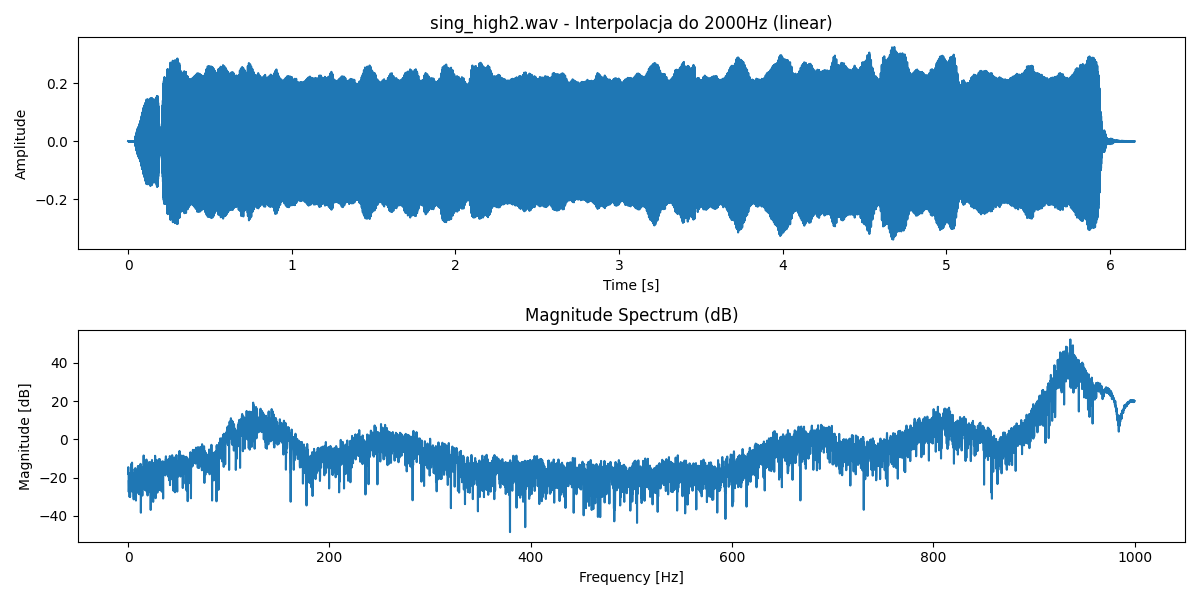 sing_high2.wav - Interpolacja do 2000Hz (linear)
0.2
0.0
−0.2
Amplitude
0 1 2 3 4 5 6
Time [s]
Magnitude Spectrum (dB)
40
20
0
−20
−40
Magnitude [dB]
0 200 400 600 800 1000
Frequency [Hz]